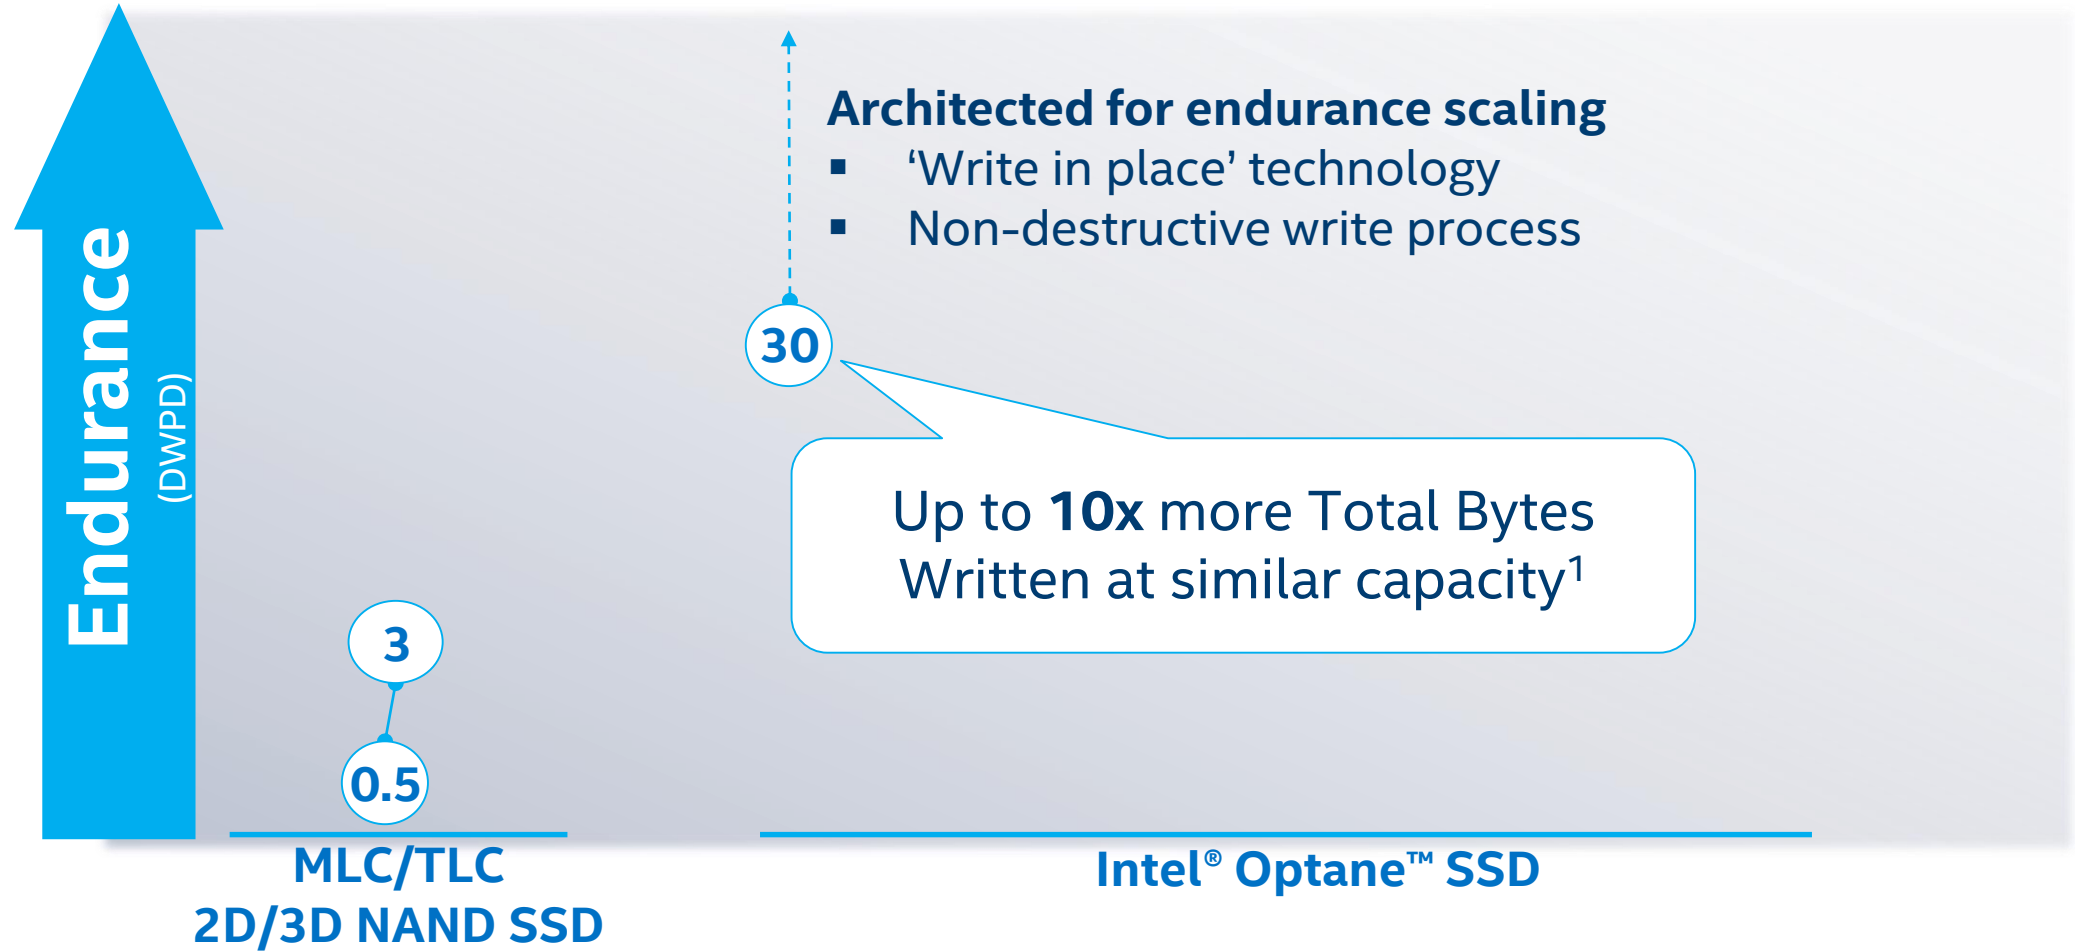 Endurance
(DWPD)
Architected for endurance scaling
▪ ‘Write in place’ technology
▪ Non-destructive write process
30
Up to 10x more Total Bytes
Written at similar capacity¹
3
0.5
MLC/TLC
2D/3D NAND SSD
Intel® Optane™ SSD